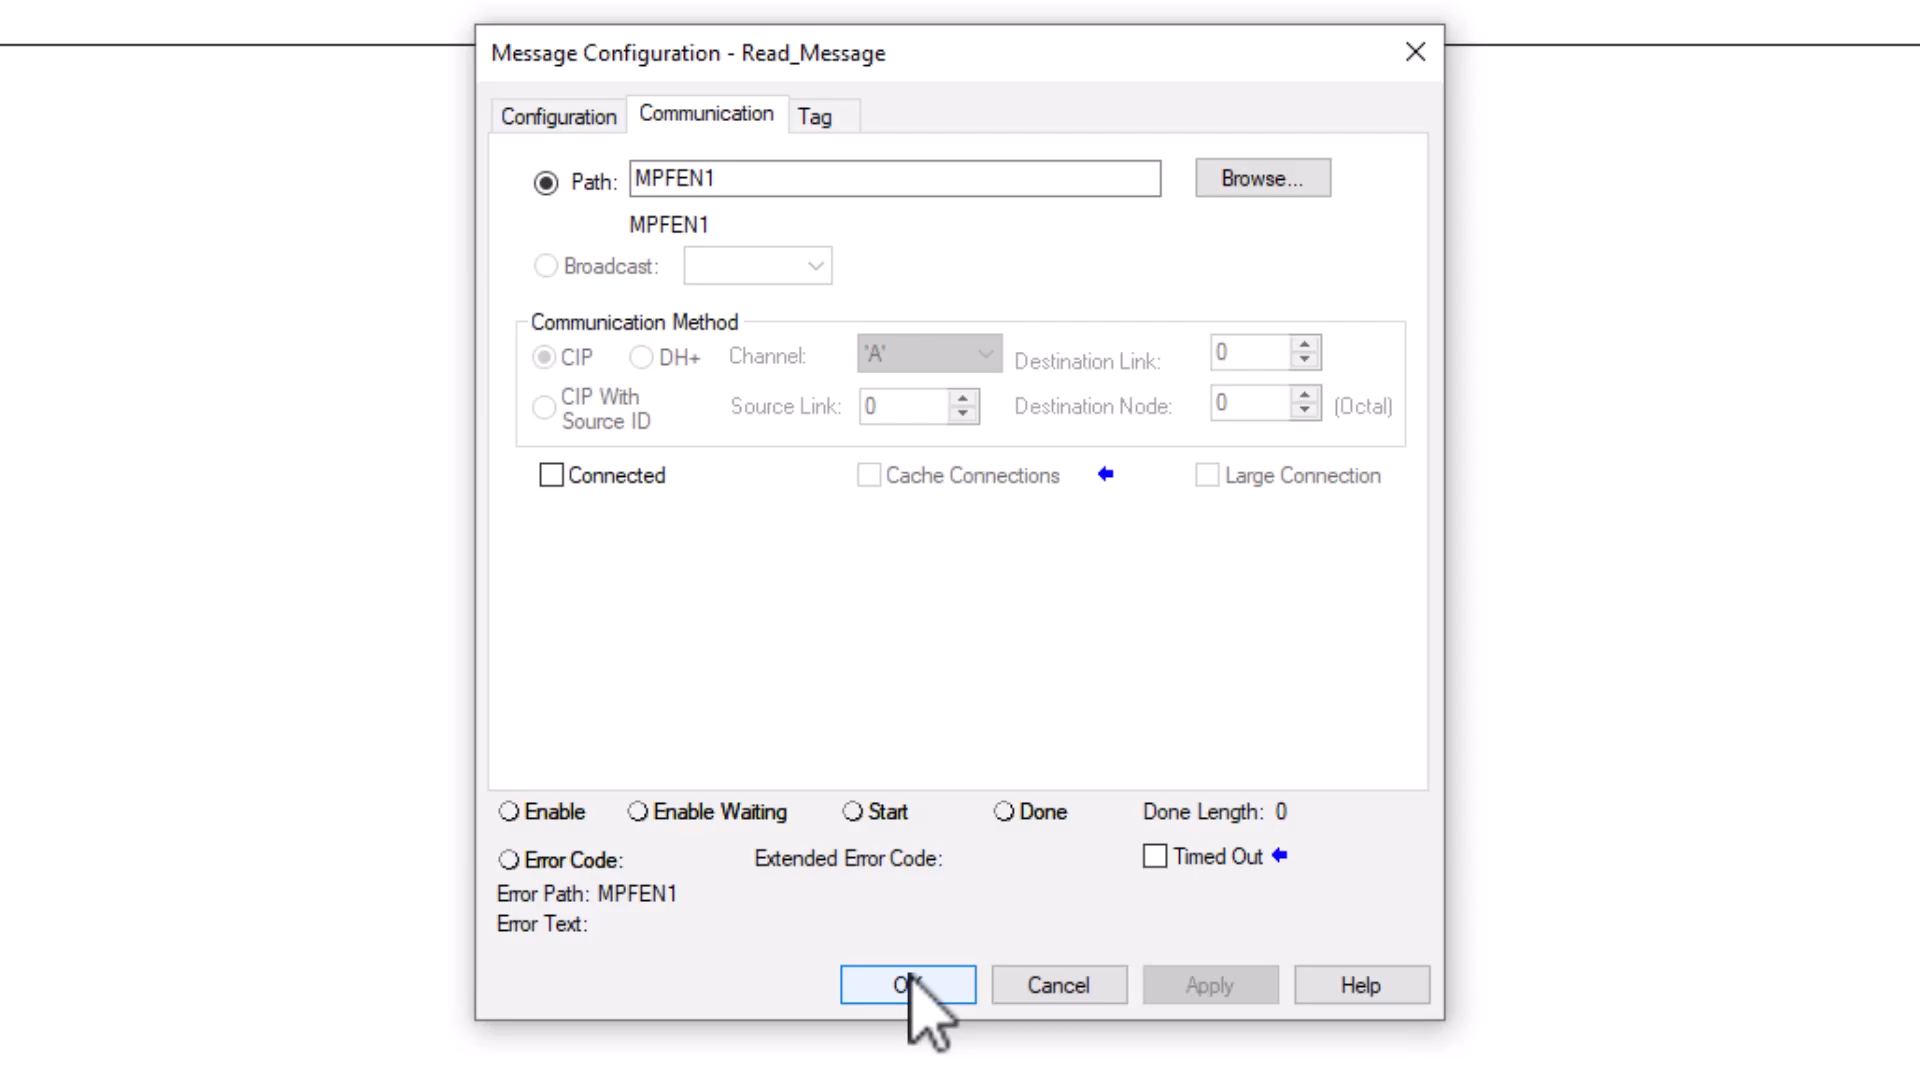 Message Configuration - Read_Message
Configuration Communication Tag
Path: MPFEN1 Browse...
MPFEN1
Broadcast:
Communication Method
CIP DH+ Channel: 'A' Destination Link: 0
CIP With
Source ID Source Link: 0 Destination Node: 0 (Octal)
Connected Cache Connections Large Connection
Enable Enable Waiting Start Done Done Length: 0
Error Code: Extended Error Code: Timed Out
Error Path: MPFEN1
Error Text:
Cancel Apply Help